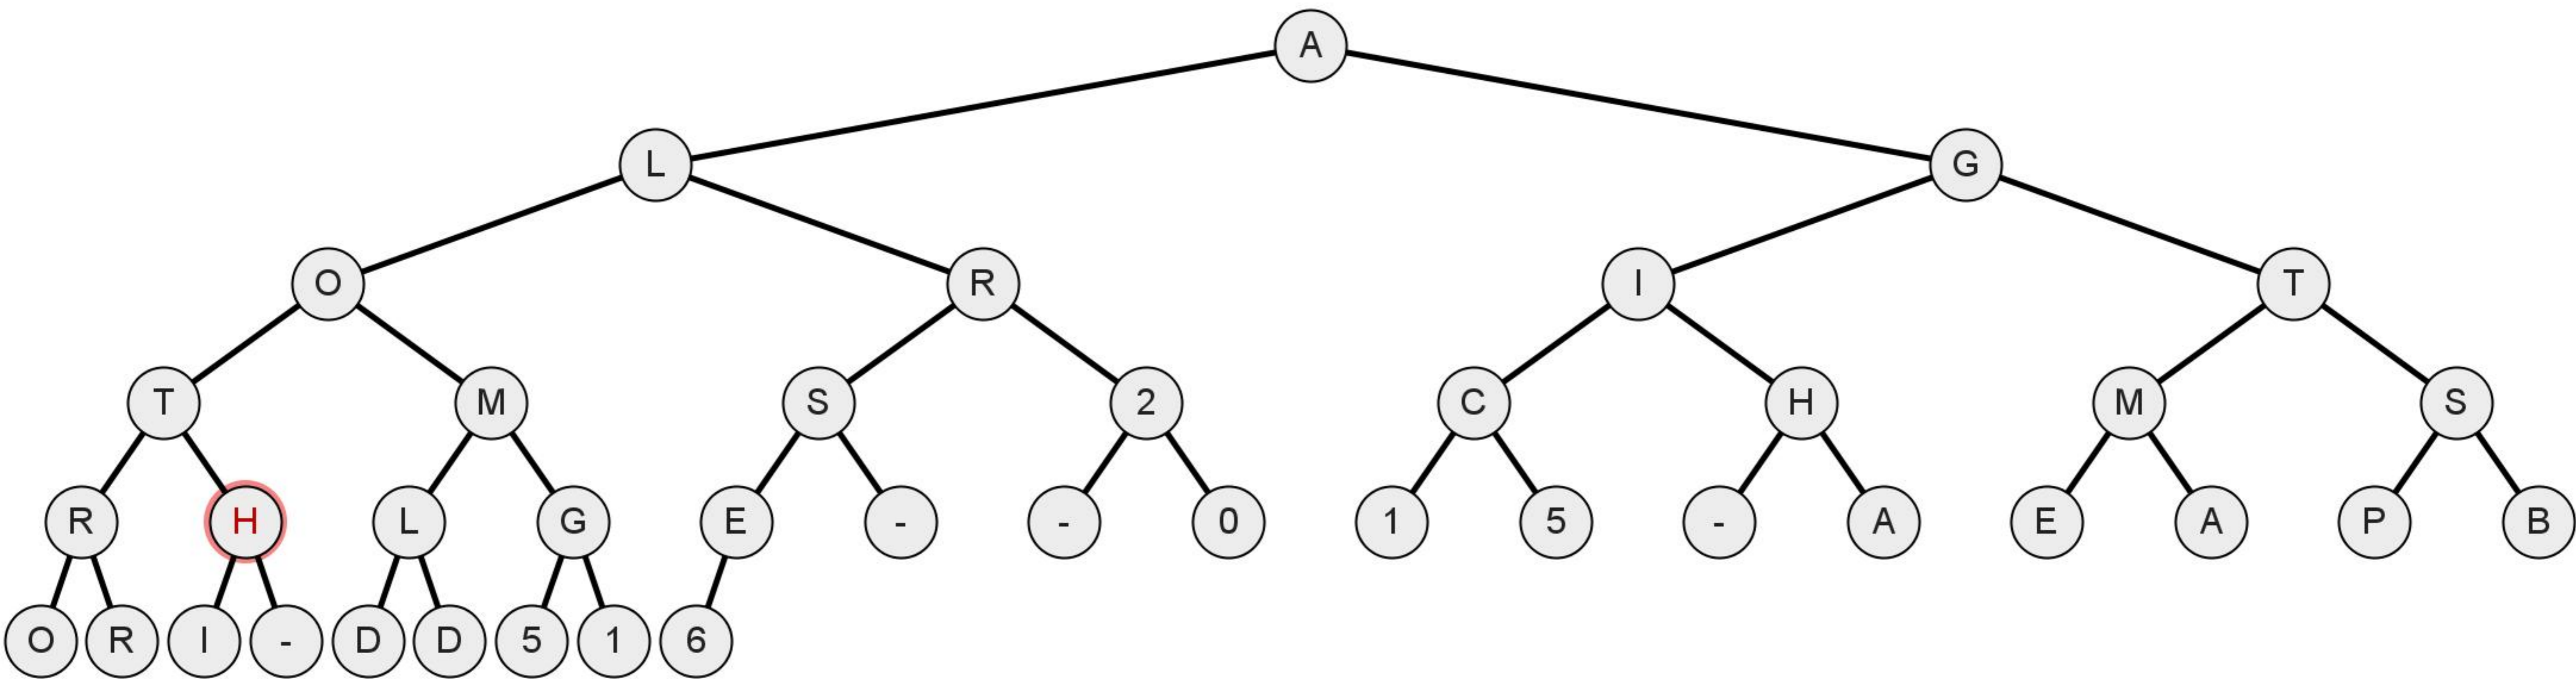 A
L G
O R I T
T M S 2 C H M S
R H L G E - - 0 1 5 - A E A P B
O R I - D D 5 1 6